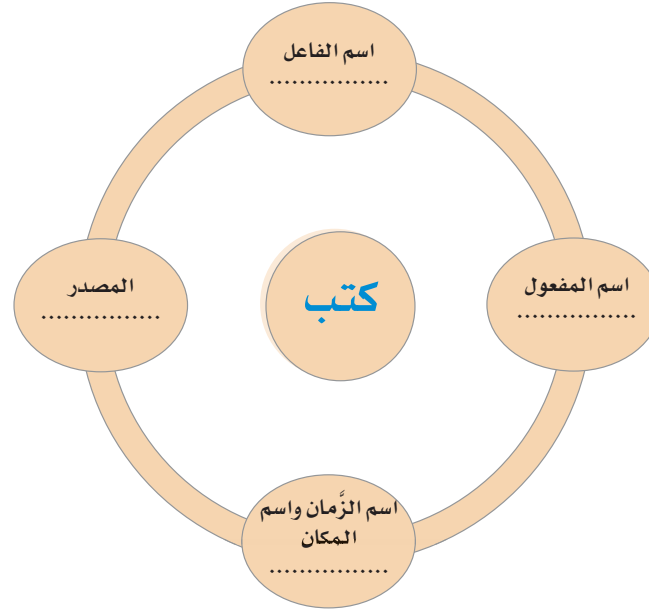 اسم الفاعل
................
اسم المفعول
................
كتب
المصدر
................
اسم الزَّمان واسم
المكان
................